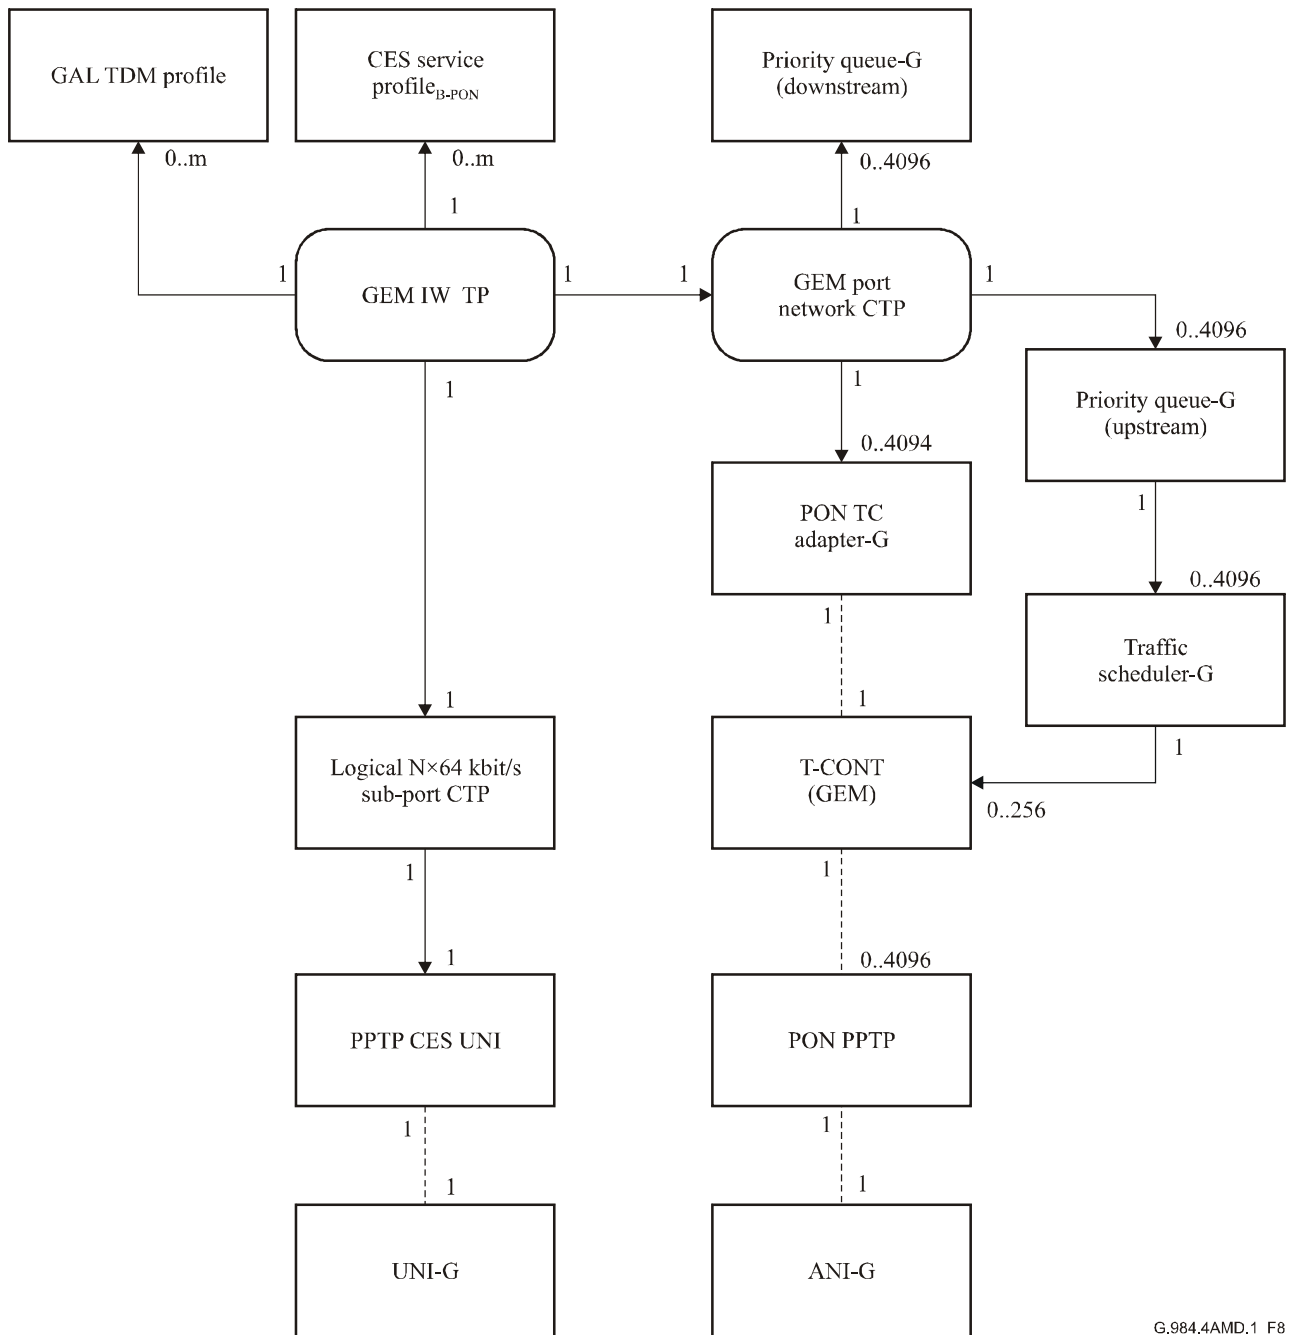 GAL TDM profile
CES service
profile B-PON
Priority queue-G
(downstream)
0..m
0..m
0..4096
1
1
1
GEM IW TP
1
1
GEM port
network CTP
1
0..4096
1
1
Priority queue-G
(upstream)
0..4094
1
PON TC
adapter-G
0..4096
1
Traffic
scheduler-G
1
1
1
Logical N×64 kbit/s
sub-port CTP
T-CONT
(GEM)
0..256
1
1
1
0..4096
PPTP CES UNI
PON PPTP
1
1
1
1
UNI-G
ANI-G
G.984.4AMD.1_F8